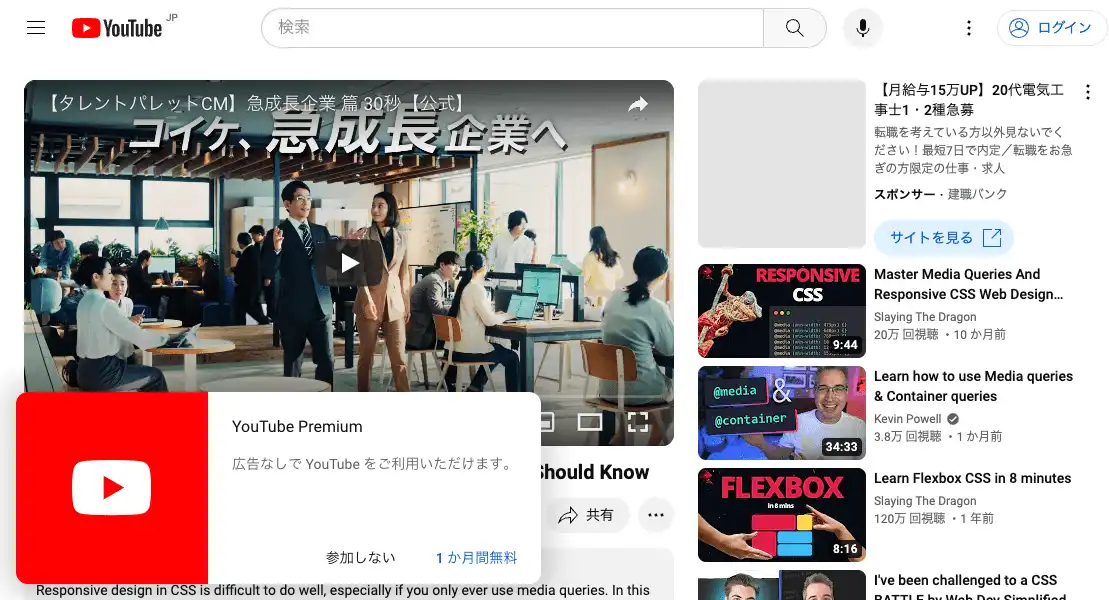 YouTube JP
検索
ログイン
【タレントパレットCM】急成長企業 篇 30秒【公式】
コイケ、急成長企業へ
YouTube Premium
広告なしで YouTube をご利用いただけます。
参加しない
1 か月間無料
Should Know
共有
Responsive design in CSS is difficult to do well, especially if you only ever use media queries. In this
【月給与15万UP】20代電気工
事士1・2種急募
転職を考えている方以外見ないでく
ださい！最短7日で内定／転職をお急
ぎの方限定の仕事・求人
スポンサー・建職バンク
サイトを見る
RESPONSIVE
CSS
9:44
Master Media Queries And
Responsive CSS Web Design…
Slaying The Dragon
20万 回視聴 ・10 か月前
@media
&
@container
34:33
Learn how to use Media queries
& Container queries
Kevin Powell
3.8万 回視聴 ・1 か月前
FLEXBOX
in 8 mins
8:16
Learn Flexbox CSS in 8 minutes
Slaying The Dragon
120万 回視聴 ・1 年前
I've been challenged to a CSS
BATTLE by Web Dev Simplified